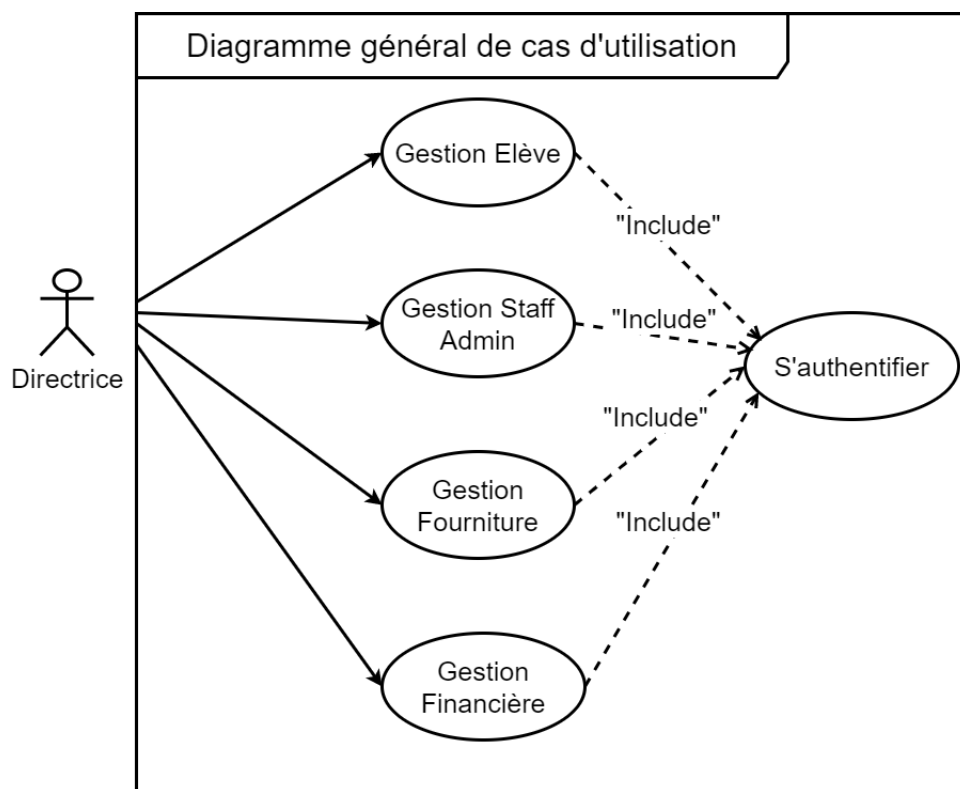 Diagramme général de cas d'utilisation
Gestion Elève
"Include"
Gestion Staff
Admin
"Include"
S'authentifier
Directrice
"Include"
Gestion
Fourniture
"Include"
Gestion
Financière